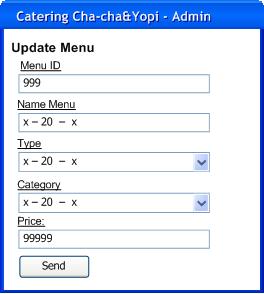 Catering Cha-cha&Yopi - Admin
Update Menu
Menu ID
999
Name Menu
x – 20 – x
Type
x – 20 – x
Category
x – 20 – x
Price:
99999
Send